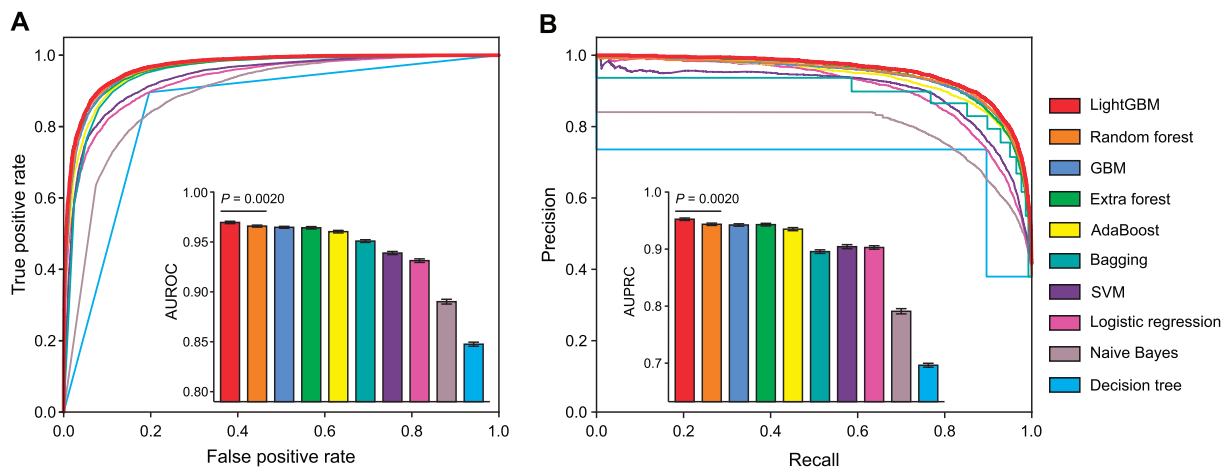 A
True positive rate
1.0
0.8
0.6
0.4
0.2
0.0
0.0
0.2
0.4
0.6
0.8
1.0
False positive rate
AUROC
1.00
0.95
0.90
0.85
0.80
P = 0.0020
B
Precision
1.0
0.8
0.6
0.4
0.2
0.0
0.0
0.2
0.4
0.6
0.8
1.0
Recall
AUPRC
1.0
0.9
0.8
0.7
P = 0.0020
LightGBM
Random forest
GBM
Extra forest
AdaBoost
Bagging
SVM
Logistic regression
Naive Bayes
Decision tree